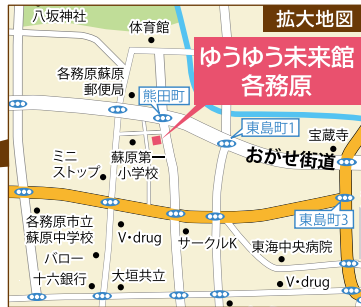 拡大地図
八坂神社
体育館
ゆうゆう未来館
各務原
各務原蘇原
郵便局
熊田町
東島町1
宝蔵寺
おがせ街道
蘇原第一
小学校
ミニ
ストップ
東島町3
各務原市立
蘇原中学校
V・drug
サークルK
東海中央病院
バロー
十六銀行
大垣共立
V・drug